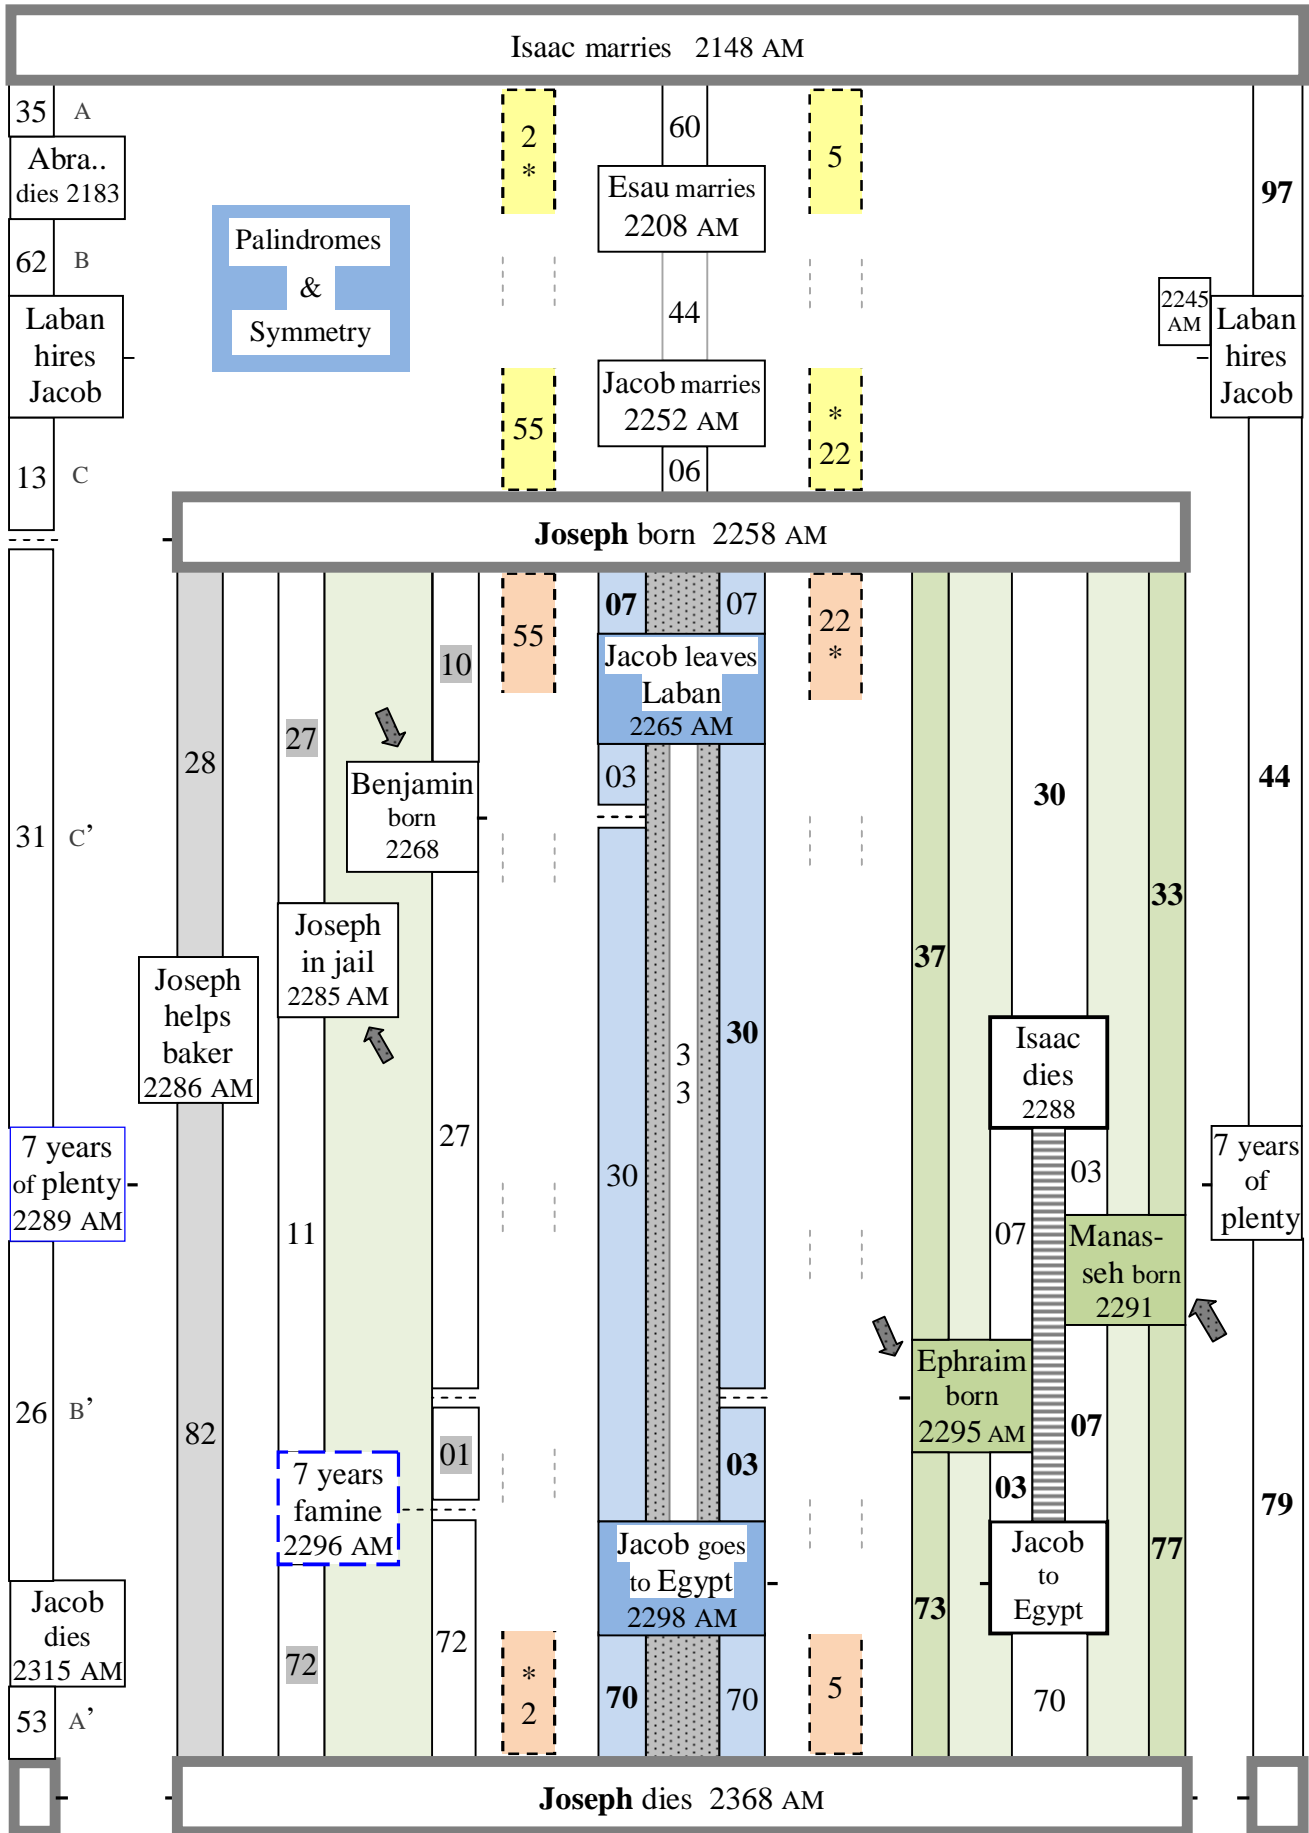 Isaac marries 2148 AM
35 A
Abra..
dies 2183
62 B
Laban
hires
Jacob
13 C
31 C’
7 years
of plenty
2289 AM
26 B’
Jacob
dies
2315 AM
53 A’
Palindromes
&
Symmetry
2
*
55
60
Esau marries
2208 AM
44
Jacob marries
2252 AM
06
5
*
22
97
2245
AM
Laban
hires
Jacob
44
7 years
of
plenty
79
Joseph born 2258 AM
28
Joseph
helps
baker
2286 AM
82
27
Joseph
in jail
2285 AM
11
7 years
famine
2296 AM
72
10
Benjamin
born
2268
27
01
72
55
*
2
07
07
Jacob leaves
Laban
2265 AM
03
30
3
3
30
03
Jacob goes
to Egypt
2298 AM
70
70
22
*
5
37
Ephraim
born
2295 AM
73
30
Isaac
dies
2288
07
03
03
07
Jacob
to
Egypt
70
33
Manas-
seh born
2291
77
Joseph dies 2368 AM